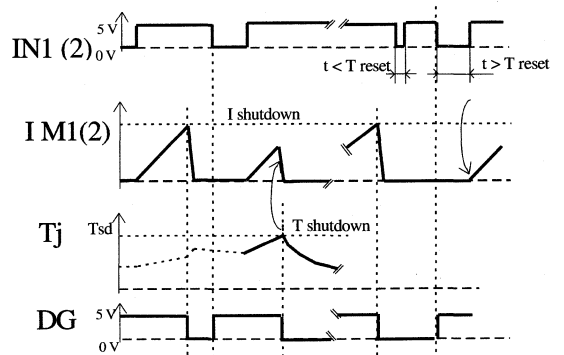 5 V
IN1 (2) 0 V
t < T reset
t > T reset
I shutdown
I M1(2)
T shutdown
Tj
Tsd
DG
5 V
0 V